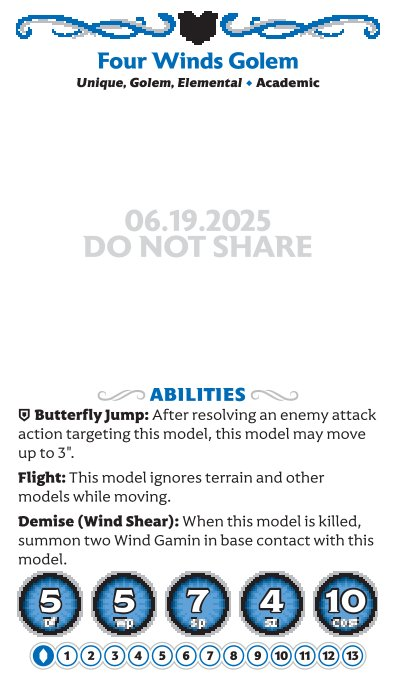 Four Winds Golem
Unique, Golem, Elemental ⬥ Academic
06.19.2025
DO NOT SHARE
ABILITIES
Butterfly Jump: After resolving an enemy attack
action targeting this model, this model may move
up to 3".
Flight: This model ignores terrain and other
models while moving.
Demise (Wind Shear): When this model is killed,
summon two Wind Gamin in base contact with this
model.
5 5 7 4 10
Df Wp Sp Sz Cost
1 2 3 4 5 6 7 8 9 10 11 12 13